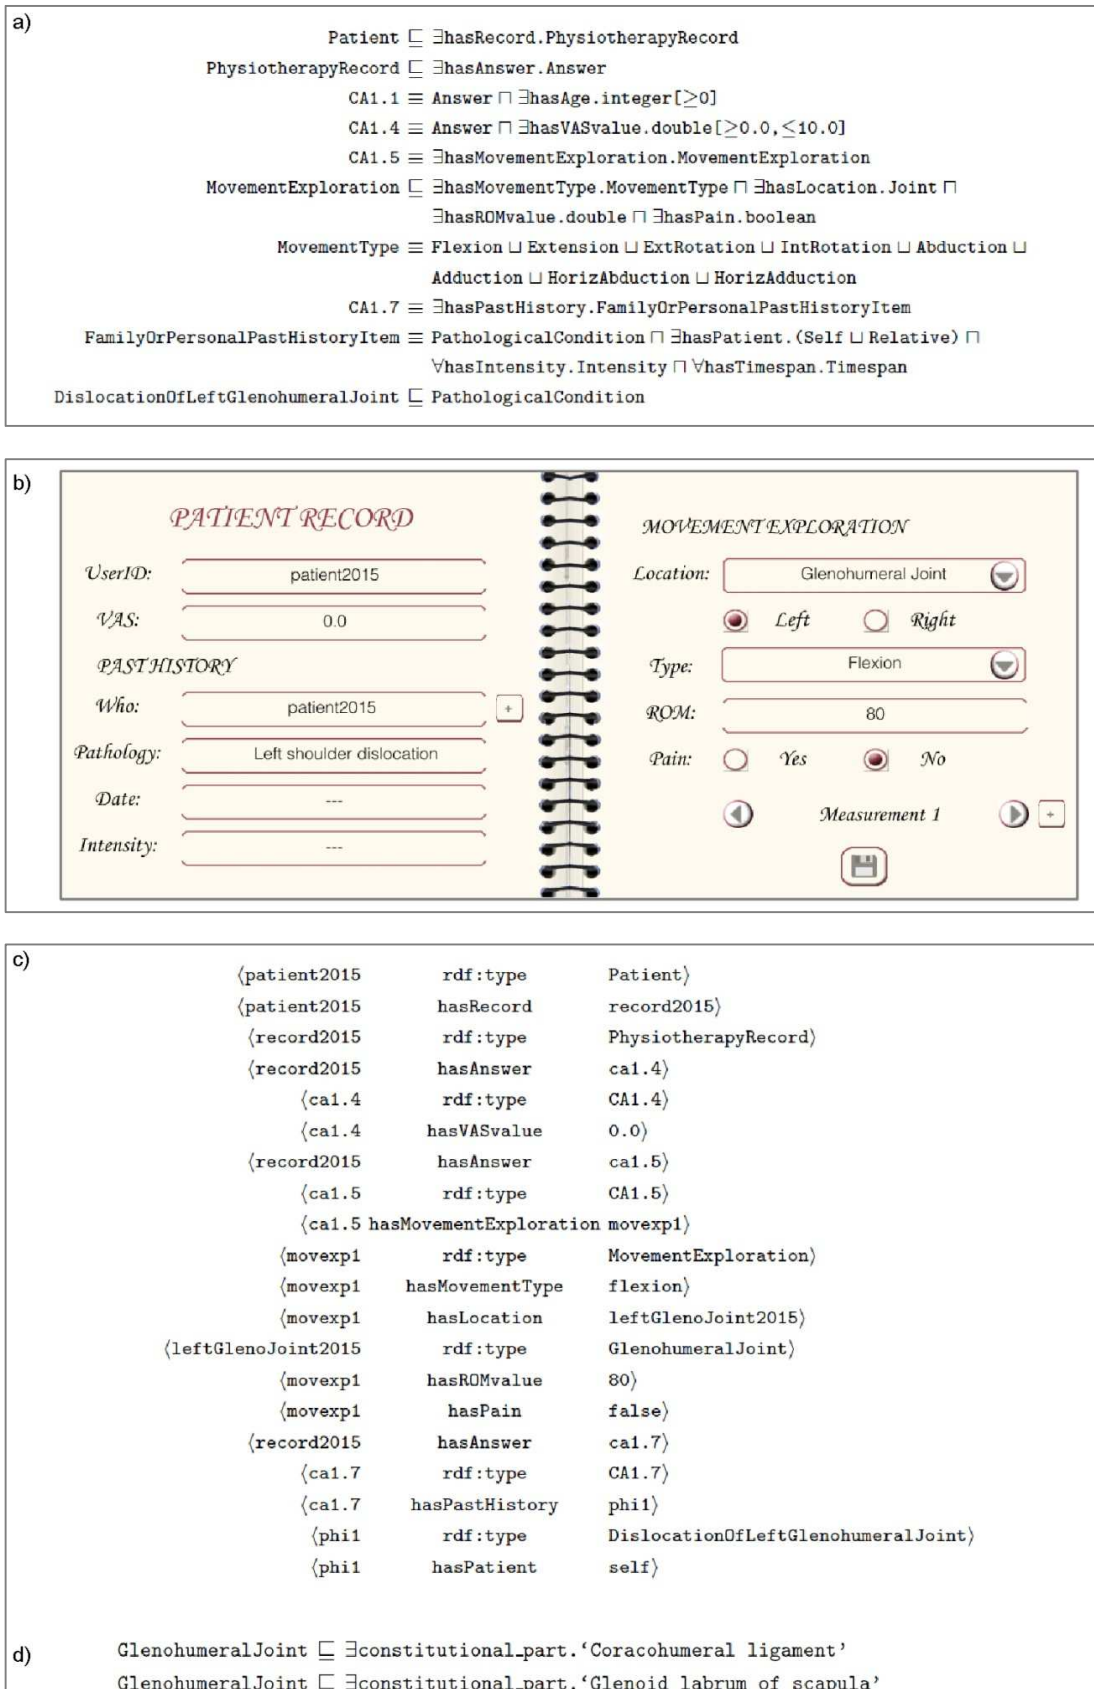 a)
Patient ⊑ ∃hasRecord.PhysiotherapyRecord
PhysiotherapyRecord ⊑ ∃hasAnswer.Answer
CA1.1 ≡ Answer ⊓ ∃hasAge.integer[≥0]
CA1.4 ≡ Answer ⊓ ∃hasVASvalue.double[≥0.0,≤10.0]
CA1.5 ≡ ∃hasMovementExploration.MovementExploration
MovementExploration ⊑ ∃hasMovementType.MovementType ⊓ ∃hasLocation.Joint ⊓
∃hasROMvalue.double ⊓ ∃hasPain.boolean
MovementType ≡ Flexion ⊔ Extension ⊔ ExtRotation ⊔ IntRotation ⊔ Abduction ⊔
Adduction ⊔ HorizAbduction ⊔ HorizAdduction
CA1.7 ≡ ∃hasPastHistory.FamilyOrPersonalPastHistoryItem
FamilyOrPersonalPastHistoryItem ≡ PathologicalCondition ⊓ ∃hasPatient.(Self ⊔ Relative) ⊓
∀hasIntensity.Intensity ⊓ ∀hasTimespan.Timespan
DislocationOfLeftGlenohumeralJoint ⊑ PathologicalCondition
b)
PATIENT RECORD
UserID: patient2015
VAS: 0.0
PAST HISTORY
Who: patient2015 +
Pathology: Left shoulder dislocation
Date: ---
Intensity: ---
MOVEMENT EXPLORATION
Location: Glenohumeral Joint
Left Right
Type: Flexion
ROM: 80
Pain: Yes No
Measurement 1 +
c)
⟨patient2015 rdf:type Patient⟩
⟨patient2015 hasRecord record2015⟩
⟨record2015 rdf:type PhysiotherapyRecord⟩
⟨record2015 hasAnswer ca1.4⟩
⟨ca1.4 rdf:type CA1.4⟩
⟨ca1.4 hasVASvalue 0.0⟩
⟨record2015 hasAnswer ca1.5⟩
⟨ca1.5 rdf:type CA1.5⟩
⟨ca1.5 hasMovementExploration movexp1⟩
⟨movexp1 rdf:type MovementExploration⟩
⟨movexp1 hasMovementType flexion⟩
⟨movexp1 hasLocation leftGlenoJoint2015⟩
⟨leftGlenoJoint2015 rdf:type GlenohumeralJoint⟩
⟨movexp1 hasROMvalue 80⟩
⟨movexp1 hasPain false⟩
⟨record2015 hasAnswer ca1.7⟩
⟨ca1.7 rdf:type CA1.7⟩
⟨ca1.7 hasPastHistory phi1⟩
⟨phi1 rdf:type DislocationOfLeftGlenohumeralJoint⟩
⟨phi1 hasPatient self⟩
d)
GlenohumeralJoint ⊑ ∃constitutional_part.‘Coracohumeral ligament’
GlenohumeralJoint ⊑ ∃constitutional_part.‘Glenoid labrum of scapula’